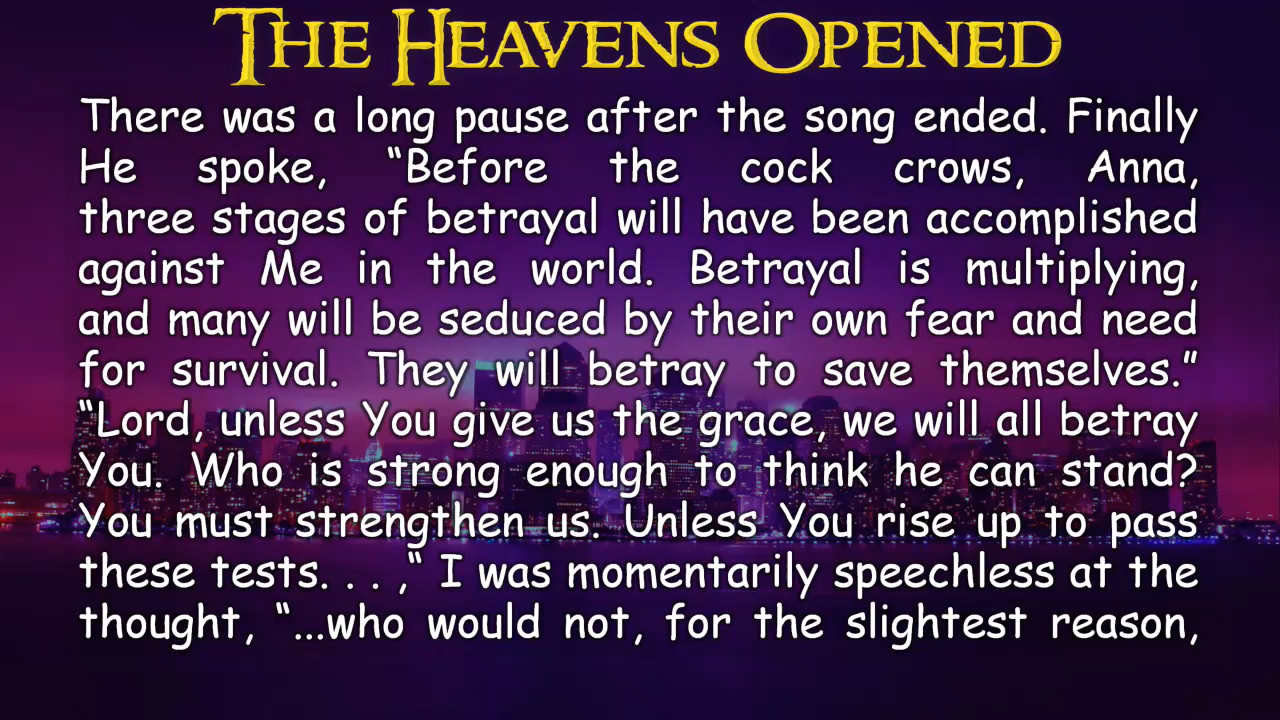 THE HEAVENS OPENED
There was a long pause after the song ended. Finally
He spoke, “Before the cock crows, Anna,
three stages of betrayal will have been accomplished
against Me in the world. Betrayal is multiplying,
and many will be seduced by their own fear and need
for survival. They will betray to save themselves.”
“Lord, unless You give us the grace, we will all betray
You. Who is strong enough to think he can stand?
You must strengthen us. Unless You rise up to pass
these tests. . . ,“ I was momentarily speechless at the
thought, “...who would not, for the slightest reason,